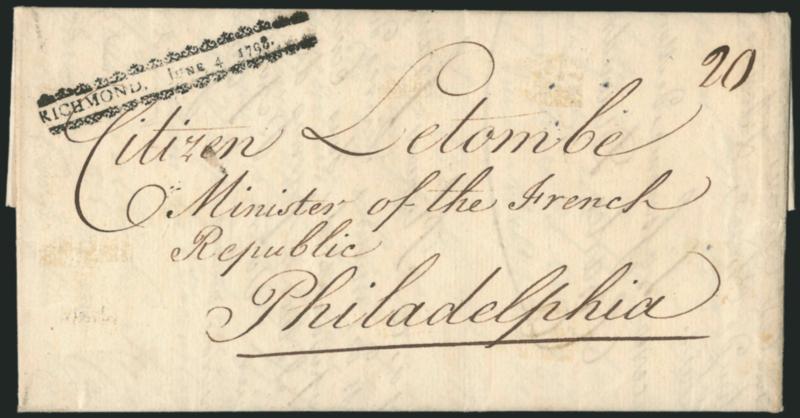 RICHMOND, JUNE 4 1798.
20
Citizen Letombe
Minister of the French
Republic
Philadelphia